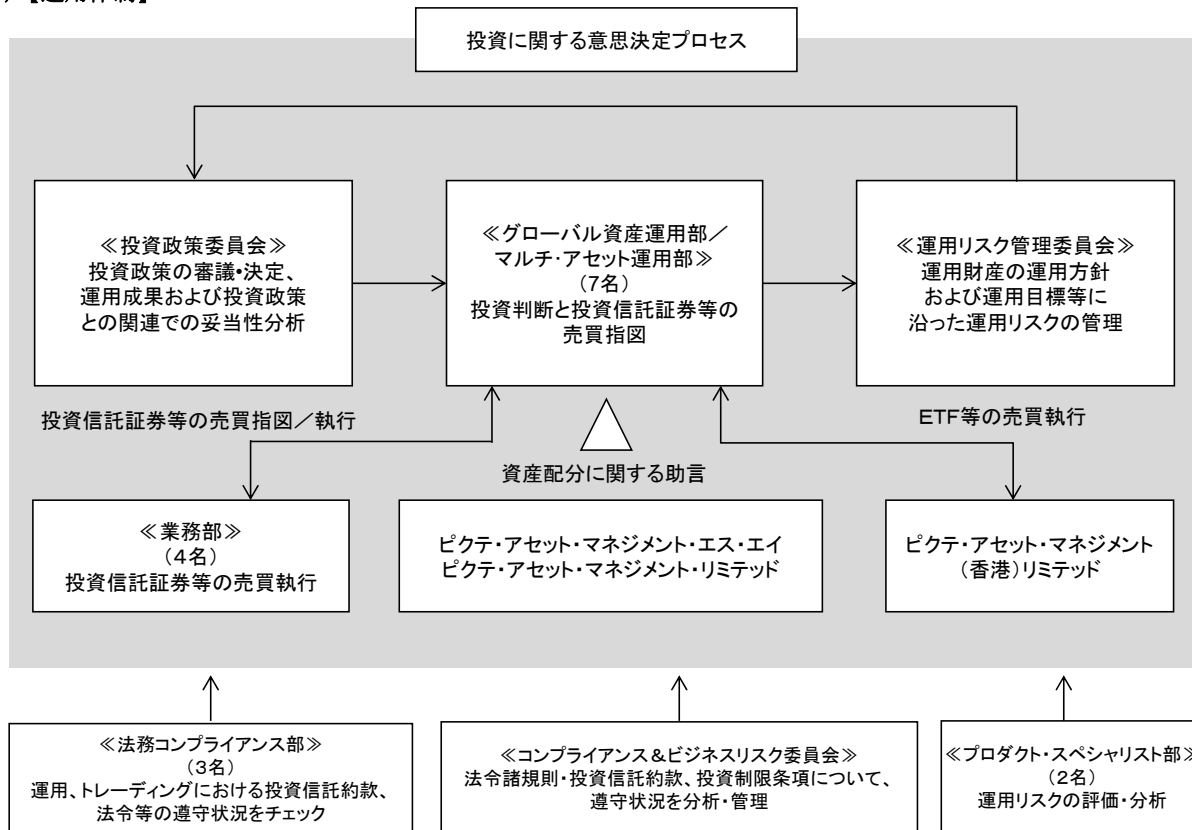 【運用体制】
投資に関する意思決定プロセス
≪投資政策委員会≫
投資政策の審議・決定、
運用成果および投資政策
との関連での妥当性分析
≪グローバル資産運用部／
マルチ・アセット運用部≫
（7名）
投資判断と投資信託証券等の
売買指図
≪運用リスク管理委員会≫
運用財産の運用方針
および運用目標等に
沿った運用リスクの管理
投資信託証券等の売買指図／執行
ETF等の売買執行
資産配分に関する助言
≪業務部≫
（4名）
投資信託証券等の売買執行
ピクテ・アセット・マネジメント・エス・エイ
ピクテ・アセット・マネジメント・リミテッド
ピクテ・アセット・マネジメント
（香港）リミテッド
≪法務コンプライアンス部≫
（3名）
運用、トレーディングにおける投資信託約款、
法令等の遵守状況をチェック
≪コンプライアンス＆ビジネスリスク委員会≫
法令諸規則・投資信託約款、投資制限条項について、
遵守状況を分析・管理
≪プロダクト・スペシャリスト部≫
（2名）
運用リスクの評価・分析